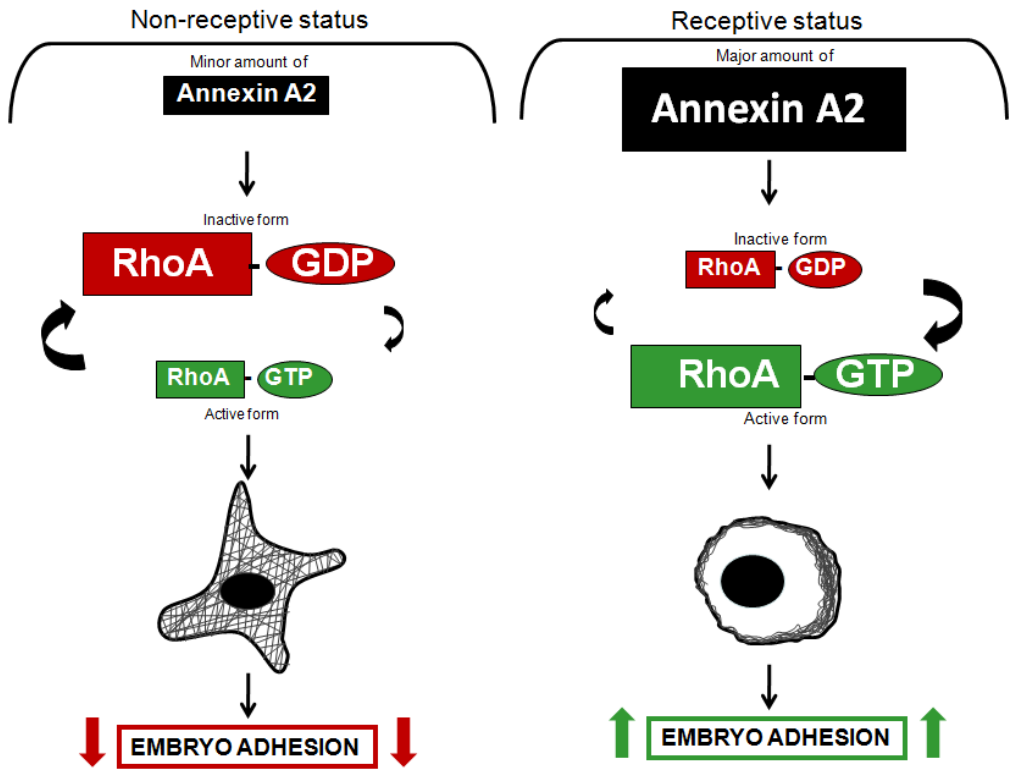 Non-receptive status
Minor amount of
Annexin A2
Inactive form
RhoA GDP
RhoA GTP
Active form
EMBRYO ADHESION
Receptive status
Major amount of
Annexin A2
Inactive form
RhoA GDP
RhoA GTP
Active form
EMBRYO ADHESION